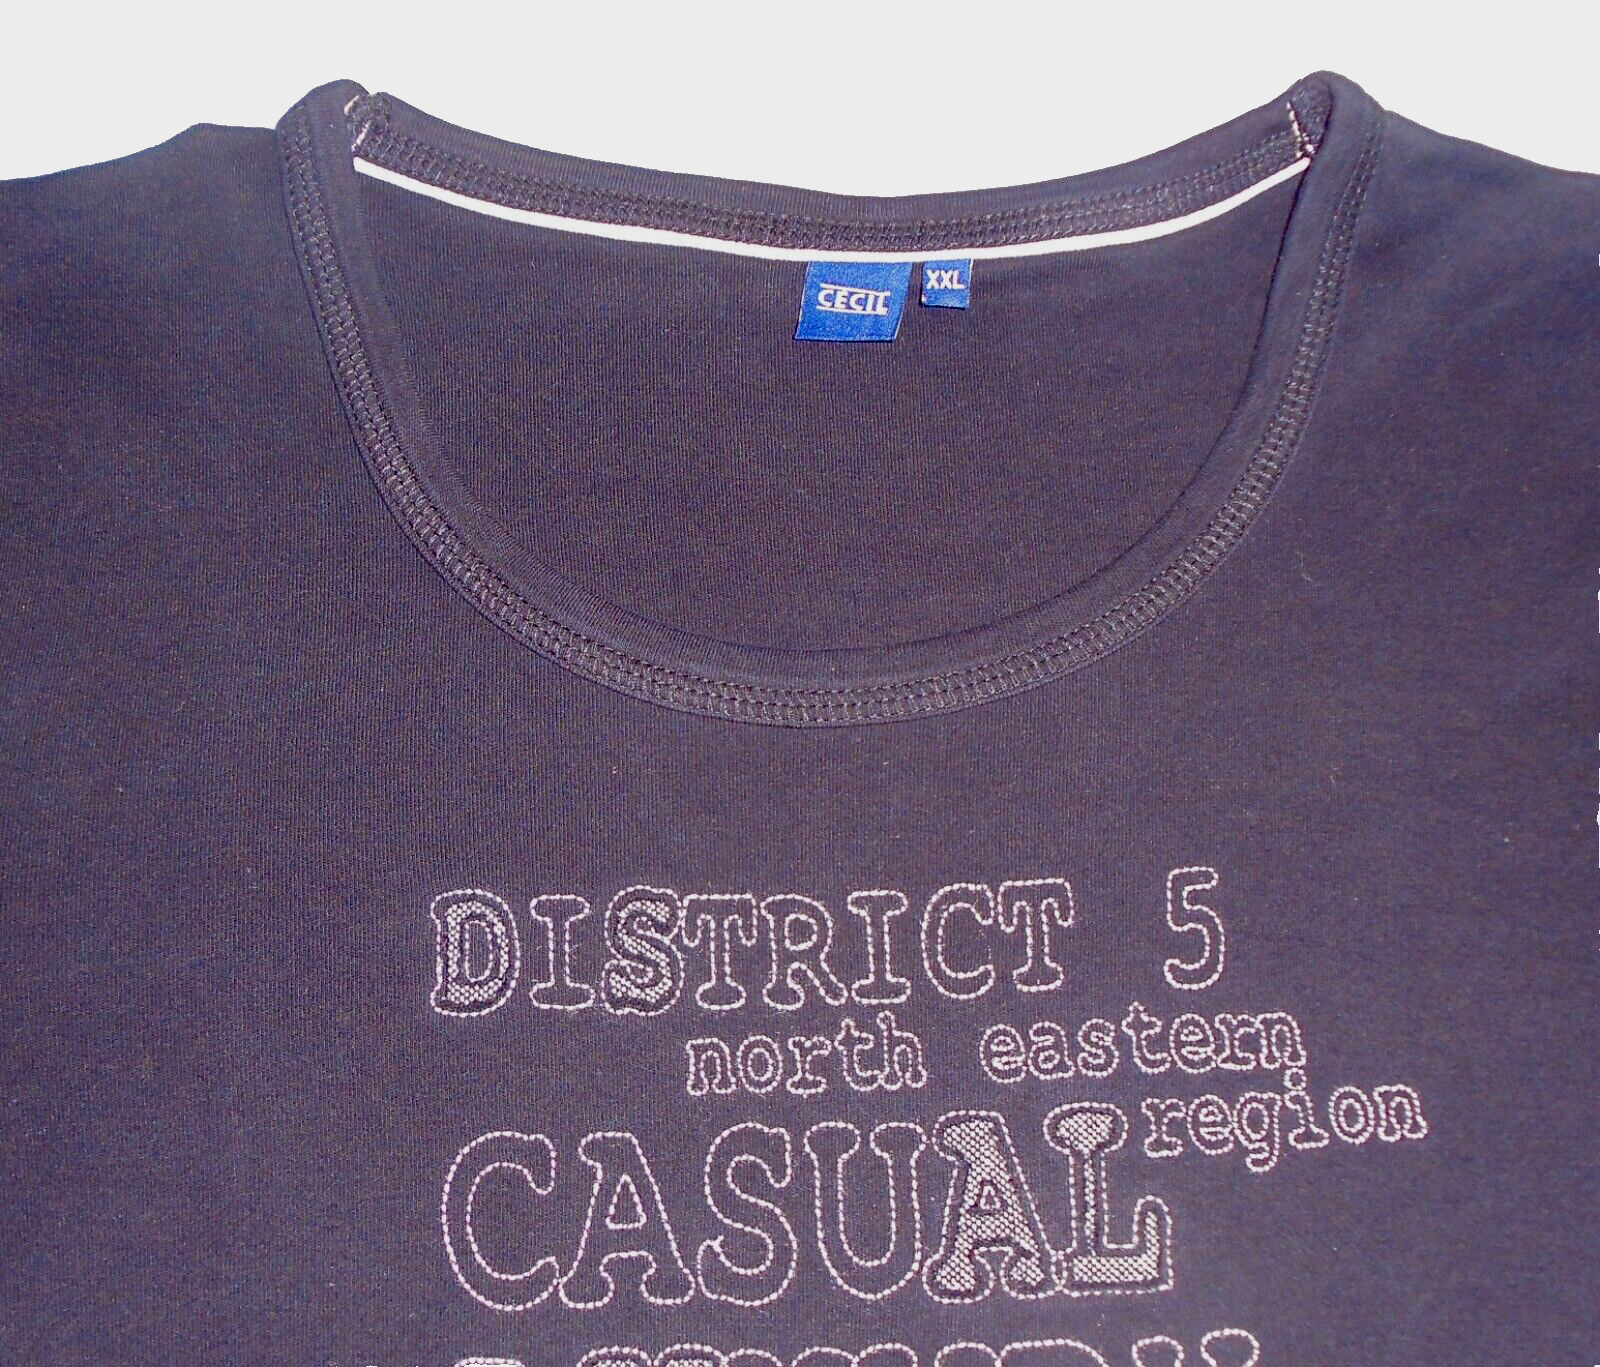 CECIL
XXL
DISTRICT 5
north eastern
region
CASUAL